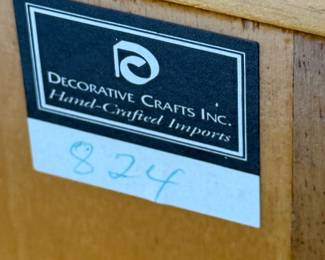 DECORATIVE CRAFTS INC.
Hand-Crafted Imports
824